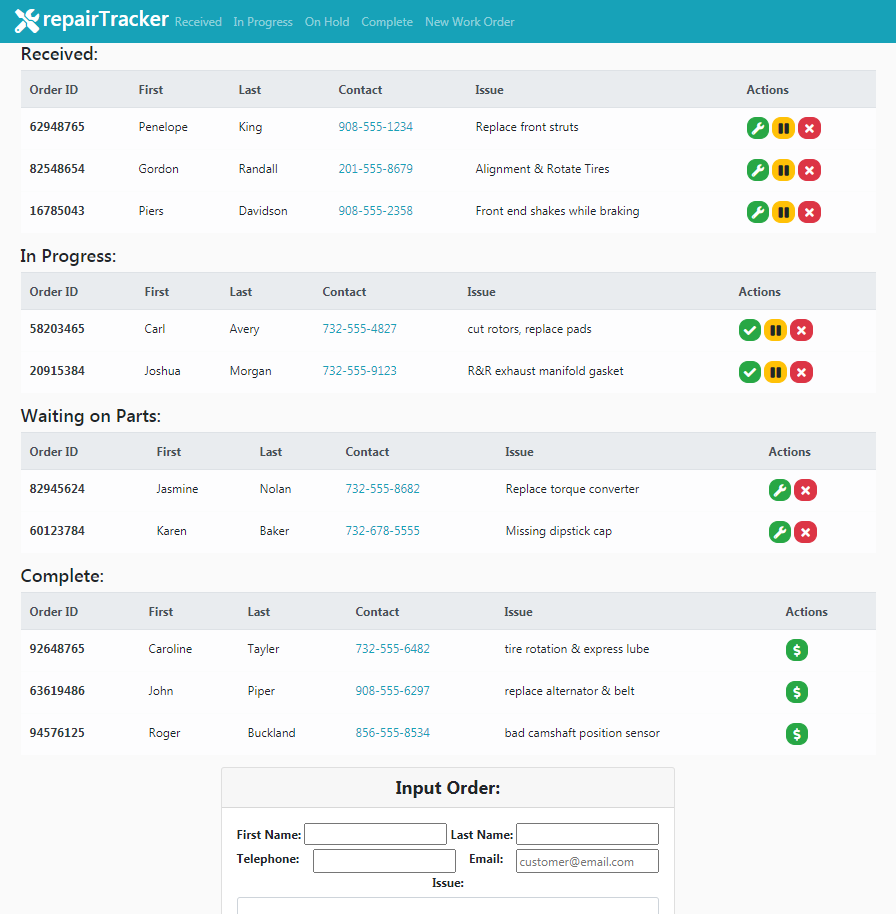 repairTracker Received In Progress On Hold Complete New Work Order
Received:
Order ID First Last Contact Issue Actions
62948765 Penelope King 908-555-1234 Replace front struts
82548654 Gordon Randall 201-555-8679 Alignment & Rotate Tires
16785043 Piers Davidson 908-555-2358 Front end shakes while braking
In Progress:
Order ID First Last Contact Issue Actions
58203465 Carl Avery 732-555-4827 cut rotors, replace pads
20915384 Joshua Morgan 732-555-9123 R&R exhaust manifold gasket
Waiting on Parts:
Order ID First Last Contact Issue Actions
82945624 Jasmine Nolan 732-555-8682 Replace torque converter
60123784 Karen Baker 732-678-5555 Missing dipstick cap
Complete:
Order ID First Last Contact Issue Actions
92648765 Caroline Tayler 732-555-6482 tire rotation & express lube $
63619486 John Piper 908-555-6297 replace alternator & belt $
94576125 Roger Buckland 856-555-8534 bad camshaft position sensor $
Input Order:
First Name: Last Name:
Telephone: Email: customer@email.com
Issue: